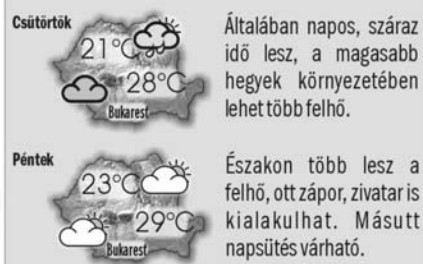 Csütörtök
21°C
28°C
Bukarest
Általában napos, száraz
idő lesz, a magasabb
hegyek környezetében
lehet több felhő.
Péntek
23°C
29°C
Bukarest
Északon több lesz a
felhő, ott zápor, zivatar is
kialakulhat. Másutt
napsütés várható.